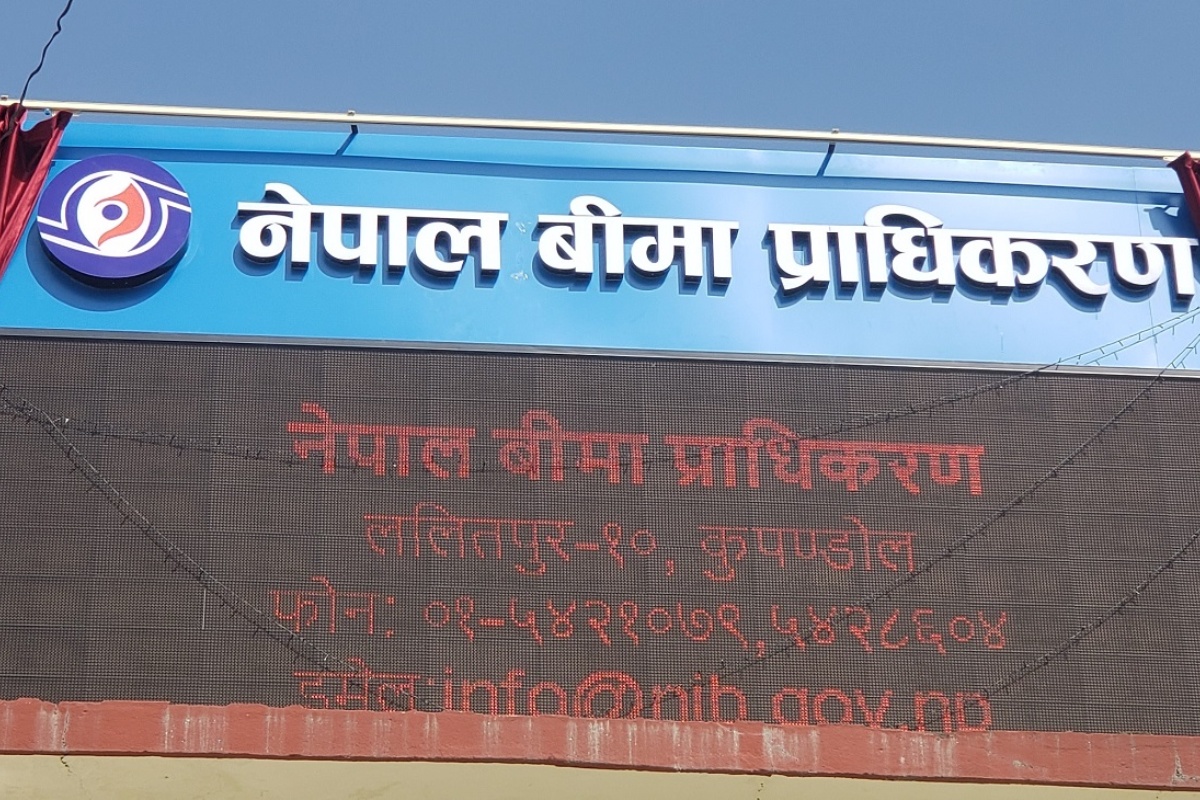 नेपाल बीमा प्राधिकरण
नेपाल बीमा प्राधिकरण
ललितपुर-१०, कुपण्डोल
फोन: ०१-५४२१०७९,५४२८६०४
इमेल:info@nib.gov.np